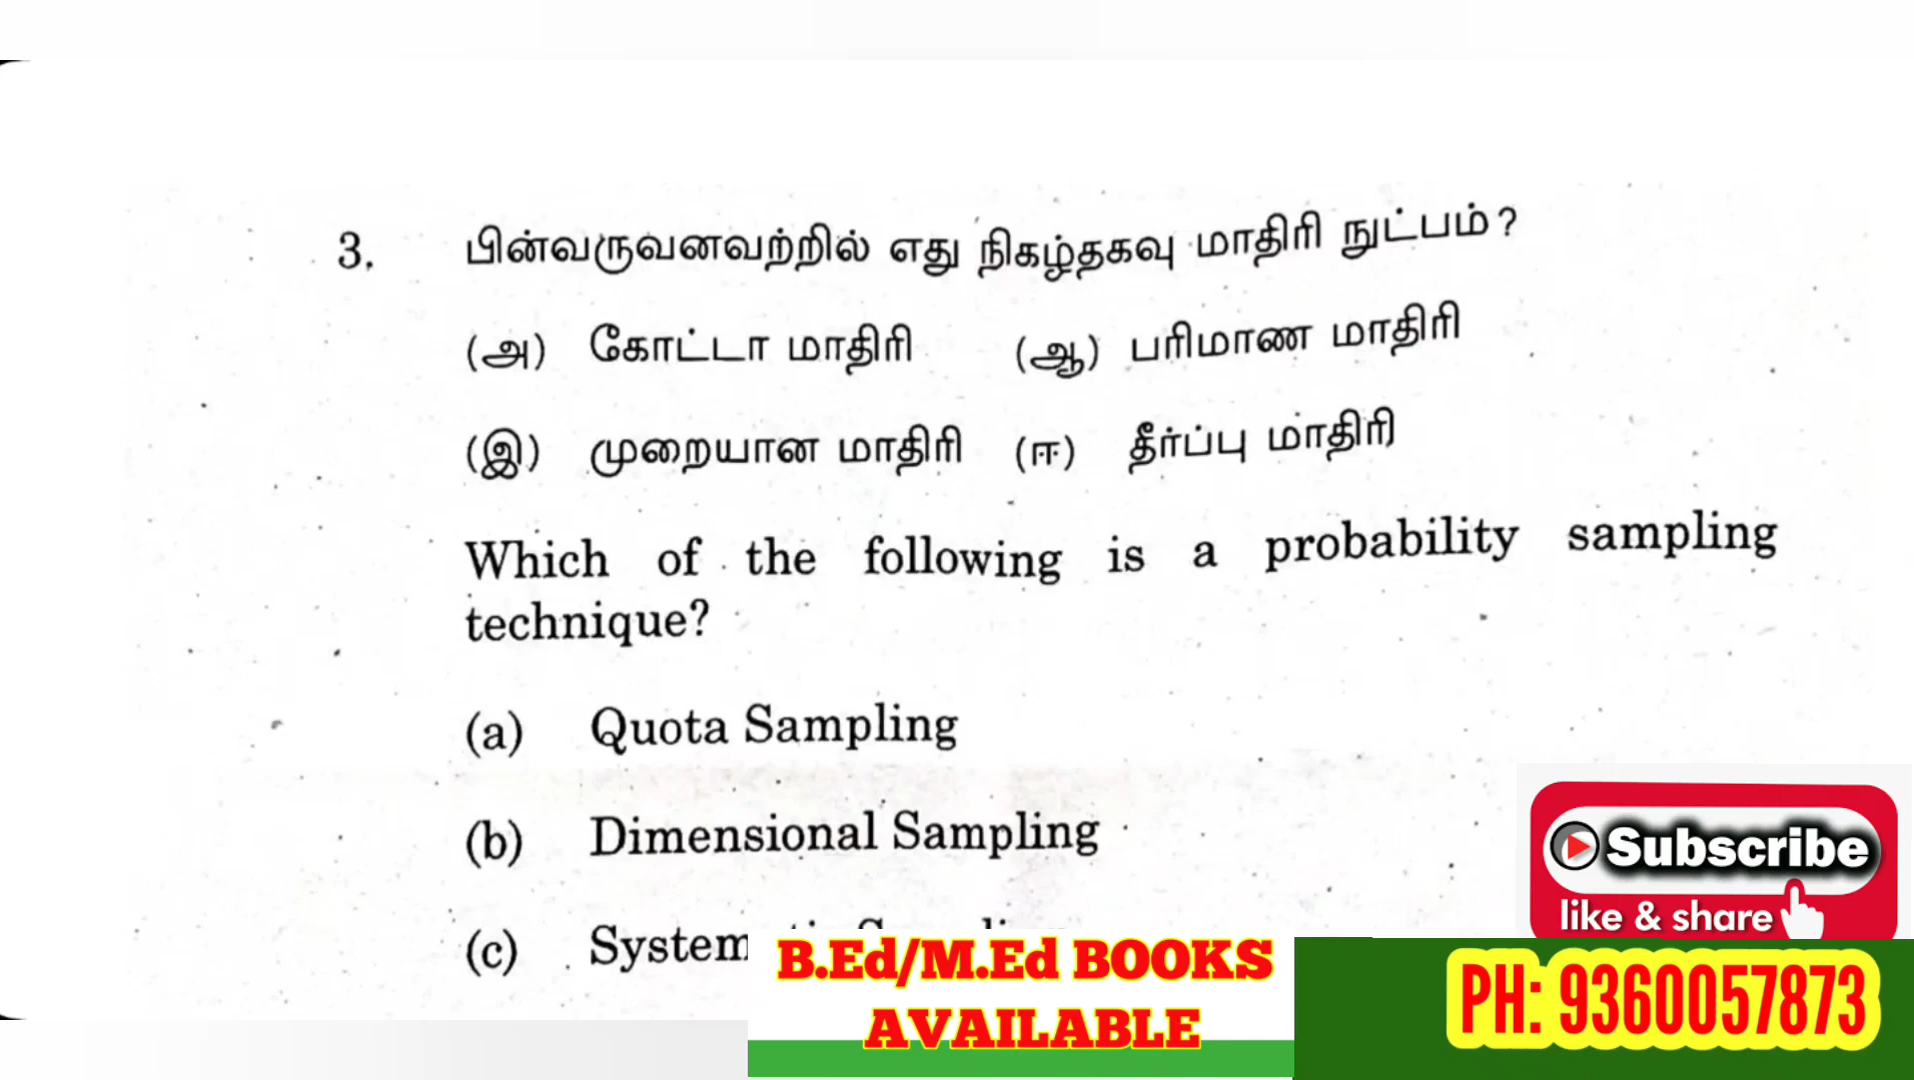 3. பின்வருவனவற்றில் எது நிகழ்தகவு மாதிரி நுட்பம்?
(அ) கோட்டா மாதிரி (ஆ) பரிமாண மாதிரி
(இ) முறையான மாதிரி (ஈ) தீர்ப்பு மாதிரி
Which of the following is a probability sampling
technique?
(a) Quota Sampling
(b) Dimensional Sampling
(c)
Subscribe
like & share
B.Ed/M.Ed BOOKS
AVAILABLE
PH: 9360057873